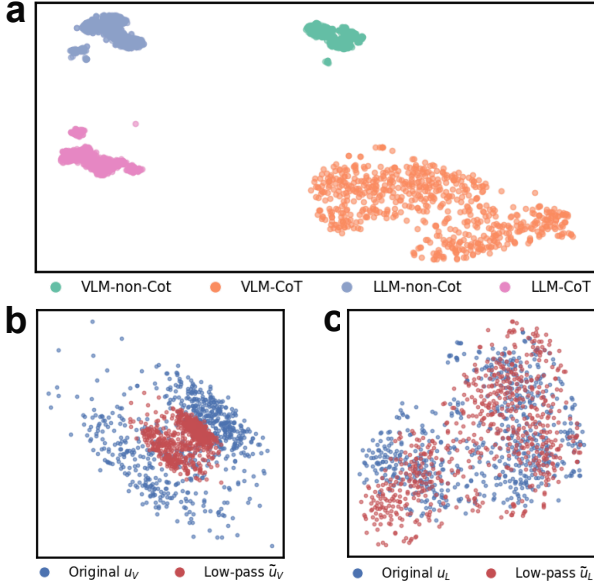 a
VLM-non-Cot VLM-CoT LLM-non-Cot LLM-CoT
b c
Original u_V Low-pass ũ_V Original u_L Low-pass ũ_L